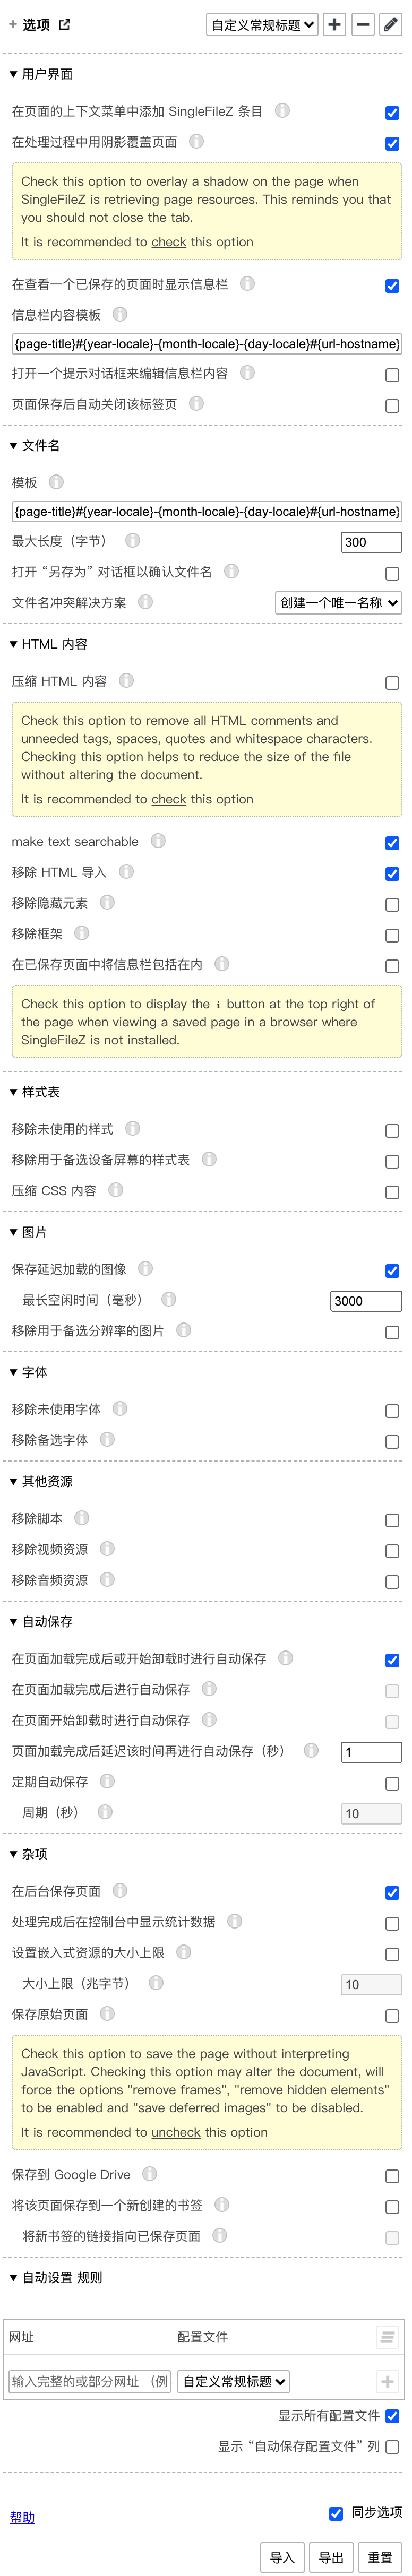 选项 自定义常规标题
用户界面
在页面的上下文菜单中添加 SingleFileZ 条目
在处理过程中用阴影覆盖页面
Check this option to overlay a shadow on the page when
SingleFileZ is retrieving page resources. This reminds you that
you should not close the tab.
It is recommended to check this option
在查看一个已保存的页面时显示信息栏
信息栏内容模板
{page-title}#{year-locale}-{month-locale}-{day-locale}#{url-hostname}
打开一个提示对话框来编辑信息栏内容
页面保存后自动关闭该标签页
文件名
模板
{page-title}#{year-locale}-{month-locale}-{day-locale}#{url-hostname}
最大长度（字节） 300
打开 “另存为” 对话框以确认文件名
文件名冲突解决方案 创建一个唯一名称
HTML 内容
压缩 HTML 内容
Check this option to remove all HTML comments and
unneeded tags, spaces, quotes and whitespace characters.
Checking this option helps to reduce the size of the file
without altering the document.
It is recommended to check this option
make text searchable
移除 HTML 导入
移除隐藏元素
移除框架
在已保存页面中将信息栏包括在内
Check this option to display the ℹ button at the top right of
the page when viewing a saved page in a browser where
SingleFileZ is not installed.
样式表
移除未使用的样式
移除用于备选设备屏幕的样式表
压缩 CSS 内容
图片
保存延迟加载的图像
最长空闲时间（毫秒） 3000
移除用于备选分辨率的图片
字体
移除未使用字体
移除备选字体
其他资源
移除脚本
移除视频资源
移除音频资源
自动保存
在页面加载完成后或开始卸载时进行自动保存
在页面加载完成后进行自动保存
在页面开始卸载时进行自动保存
页面加载完成后延迟该时间再进行自动保存（秒） 1
定期自动保存
周期（秒） 10
杂项
在后台保存页面
处理完成后在控制台中显示统计数据
设置嵌入式资源的大小上限
大小上限（兆字节） 10
保存原始页面
Check this option to save the page without interpreting
JavaScript. Checking this option may alter the document, will
force the options "remove frames", "remove hidden elements"
to be enabled and "save deferred images" to be disabled.
It is recommended to uncheck this option
保存到 Google Drive
将该页面保存到一个新创建的书签
将新书签的链接指向已保存页面
自动设置 规则
网址 配置文件
输入完整的或部分网址 （例 自定义常规标题
显示所有配置文件
显示 “自动保存配置文件” 列
帮助 同步选项
导入 导出 重置